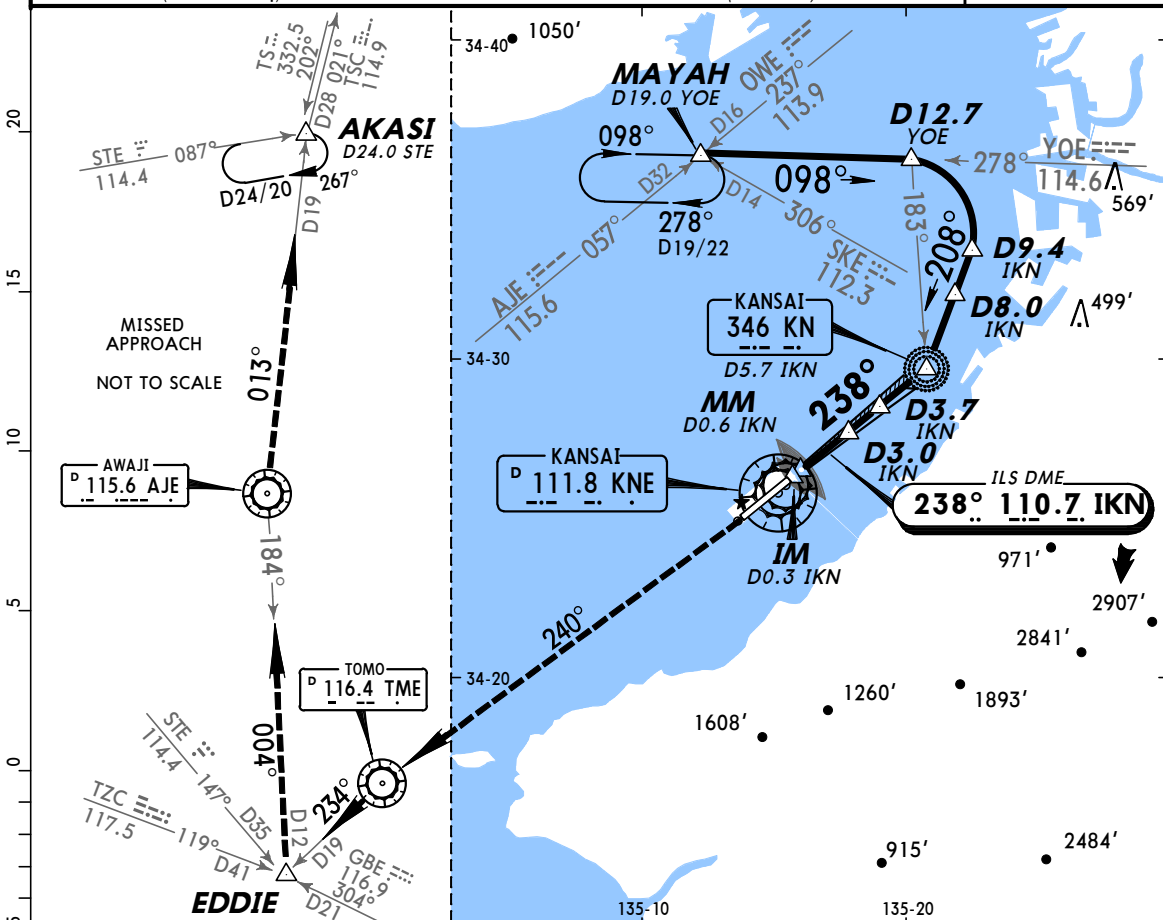 TS
332.5
202°
D28 021°
TSC
114.9
AKASI
D24.0 STE
STE
114.4
087°
267°
D24/20
D19
MISSED
APPROACH
NOT TO SCALE
013°
AWAJI
D 115.6 AJE
184°
TOMO
D 116.4 TME
004°
234°
STE
114.4
147°
D35
TZC
117.5
119°
D41
D12
D19
GBE
116.9
304°
D21
EDDIE
20
15
10
5
0
1050'
34-40
MAYAH
D19.0 YOE
OWE
237°
113.9
D16
D12.7
YOE
098°
098°
278°
YOE
114.6
569'
278°
D19/22
D32
D14
306°
SKE
112.3
AJE
115.6
057°
183°
208°
D9.4
IKN
D8.0
IKN
499'
34-30
KANSAI
346 KN
D5.7 IKN
238°
MM
D0.6 IKN
D3.7
IKN
D3.0
IKN
KANSAI
D 111.8 KNE
ILS DME
238° 110.7 IKN
IM
D0.3 IKN
971'
2907'
2841'
240°
34-20
1260'
1893'
1608'
915'
2484'
135-10
135-20